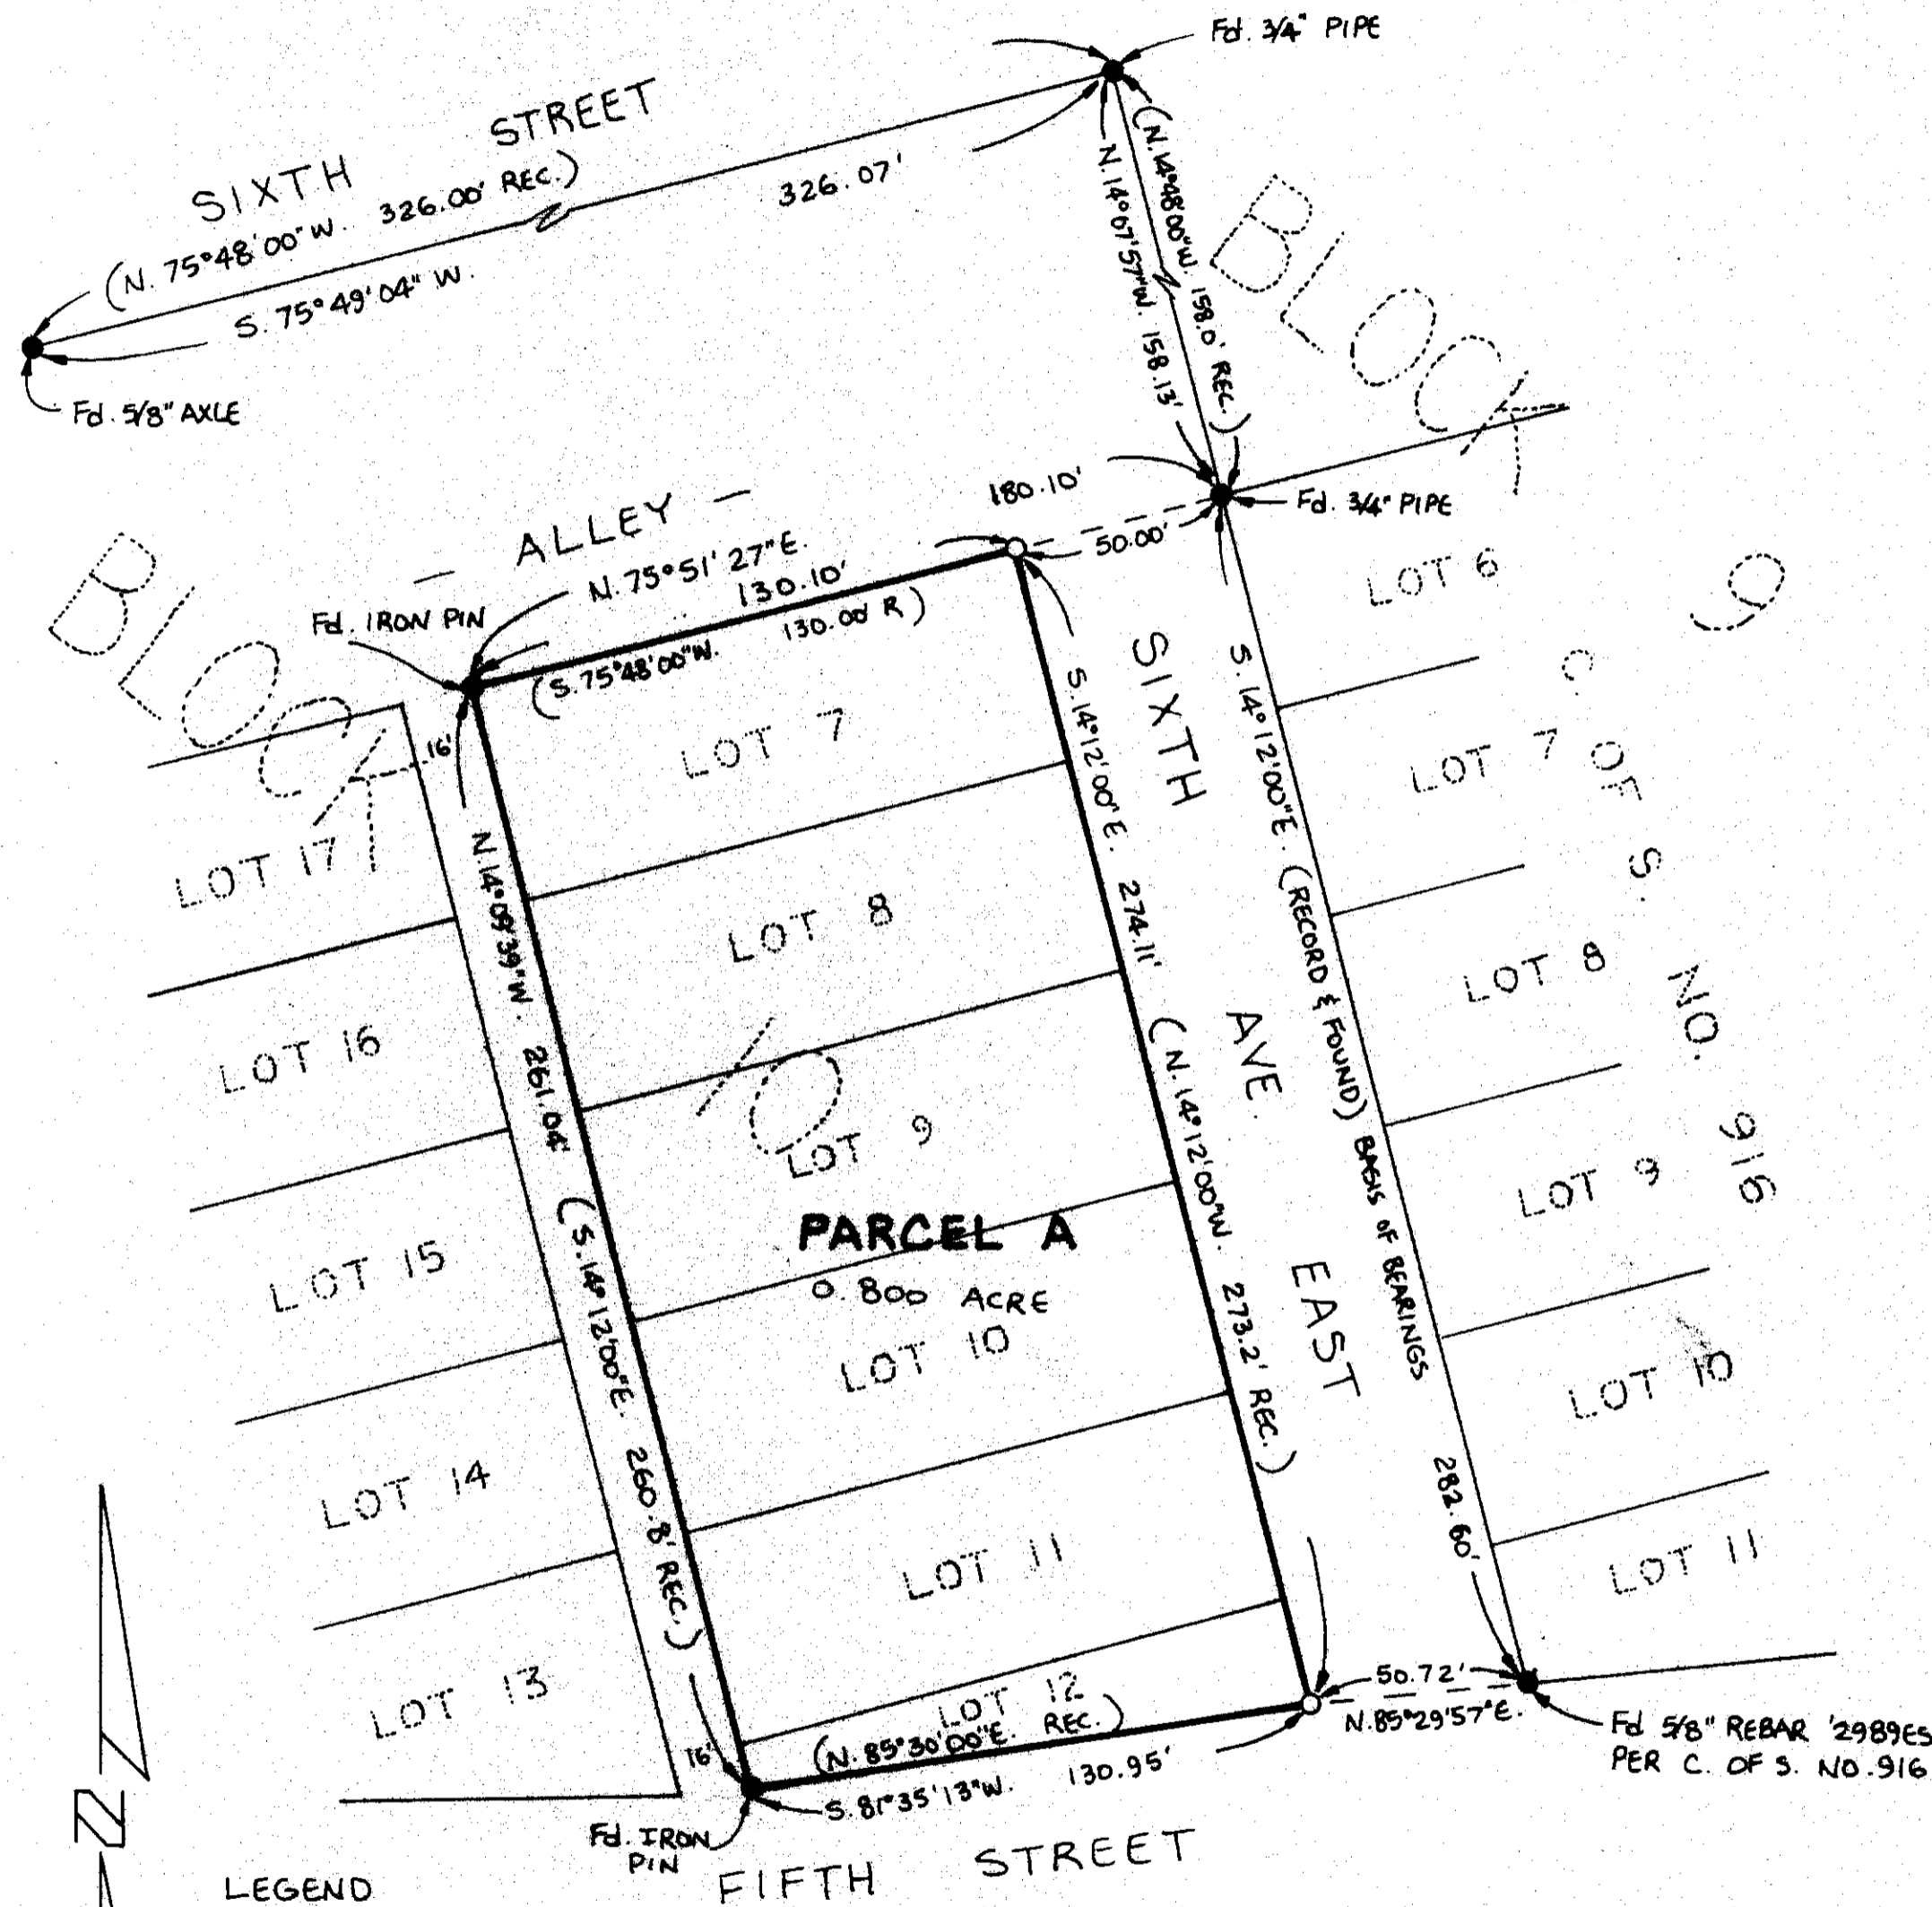 Fd. 3/4" PIPE
SIXTH STREET
(N. 75°48'00" W. 326.00' REC.)
326.07'
S. 75°49'04" W.
Fd. 5/8" AXLE
(N. 14°48'00"W. 158.0' REC.)
N. 14°07'57"W. 158.13'
BLOCK 9
C. OF S. NO. 916
180.10'
50.00'
Fd. 3/4" PIPE
— ALLEY —
N. 75°51'27"E.
130.10'
(S. 75°48'00"W. 130.00 R)
Fd. IRON PIN
BLOCK 10
16'
LOT 6
LOT 7
LOT 8
LOT 9
LOT 10
LOT 11
SIXTH AVE. EAST
S. 14°12'00"E. (RECORD & FOUND) BASIS OF BEARINGS
282.60'
S. 14°12'00"E. 274.11' (N. 14°12'00"W. 273.2' REC.)
LOT 7
LOT 8
LOT 9
PARCEL A
0.800 ACRE
LOT 10
LOT 11
LOT 12
N. 14°09'39"W. 261.04' (S. 14°12'00"E. 260.8' REC.)
LOT 17
LOT 16
LOT 15
LOT 14
LOT 13
16'
(N. 85°30'00"E. REC.)
S. 81°35'13"W. 130.95'
50.72'
N. 85°29'57"E.
Fd 5/8" REBAR '2989ES
PER C. OF S. NO. 916
Fd. IRON
PIN
FIFTH STREET
N
LEGEND